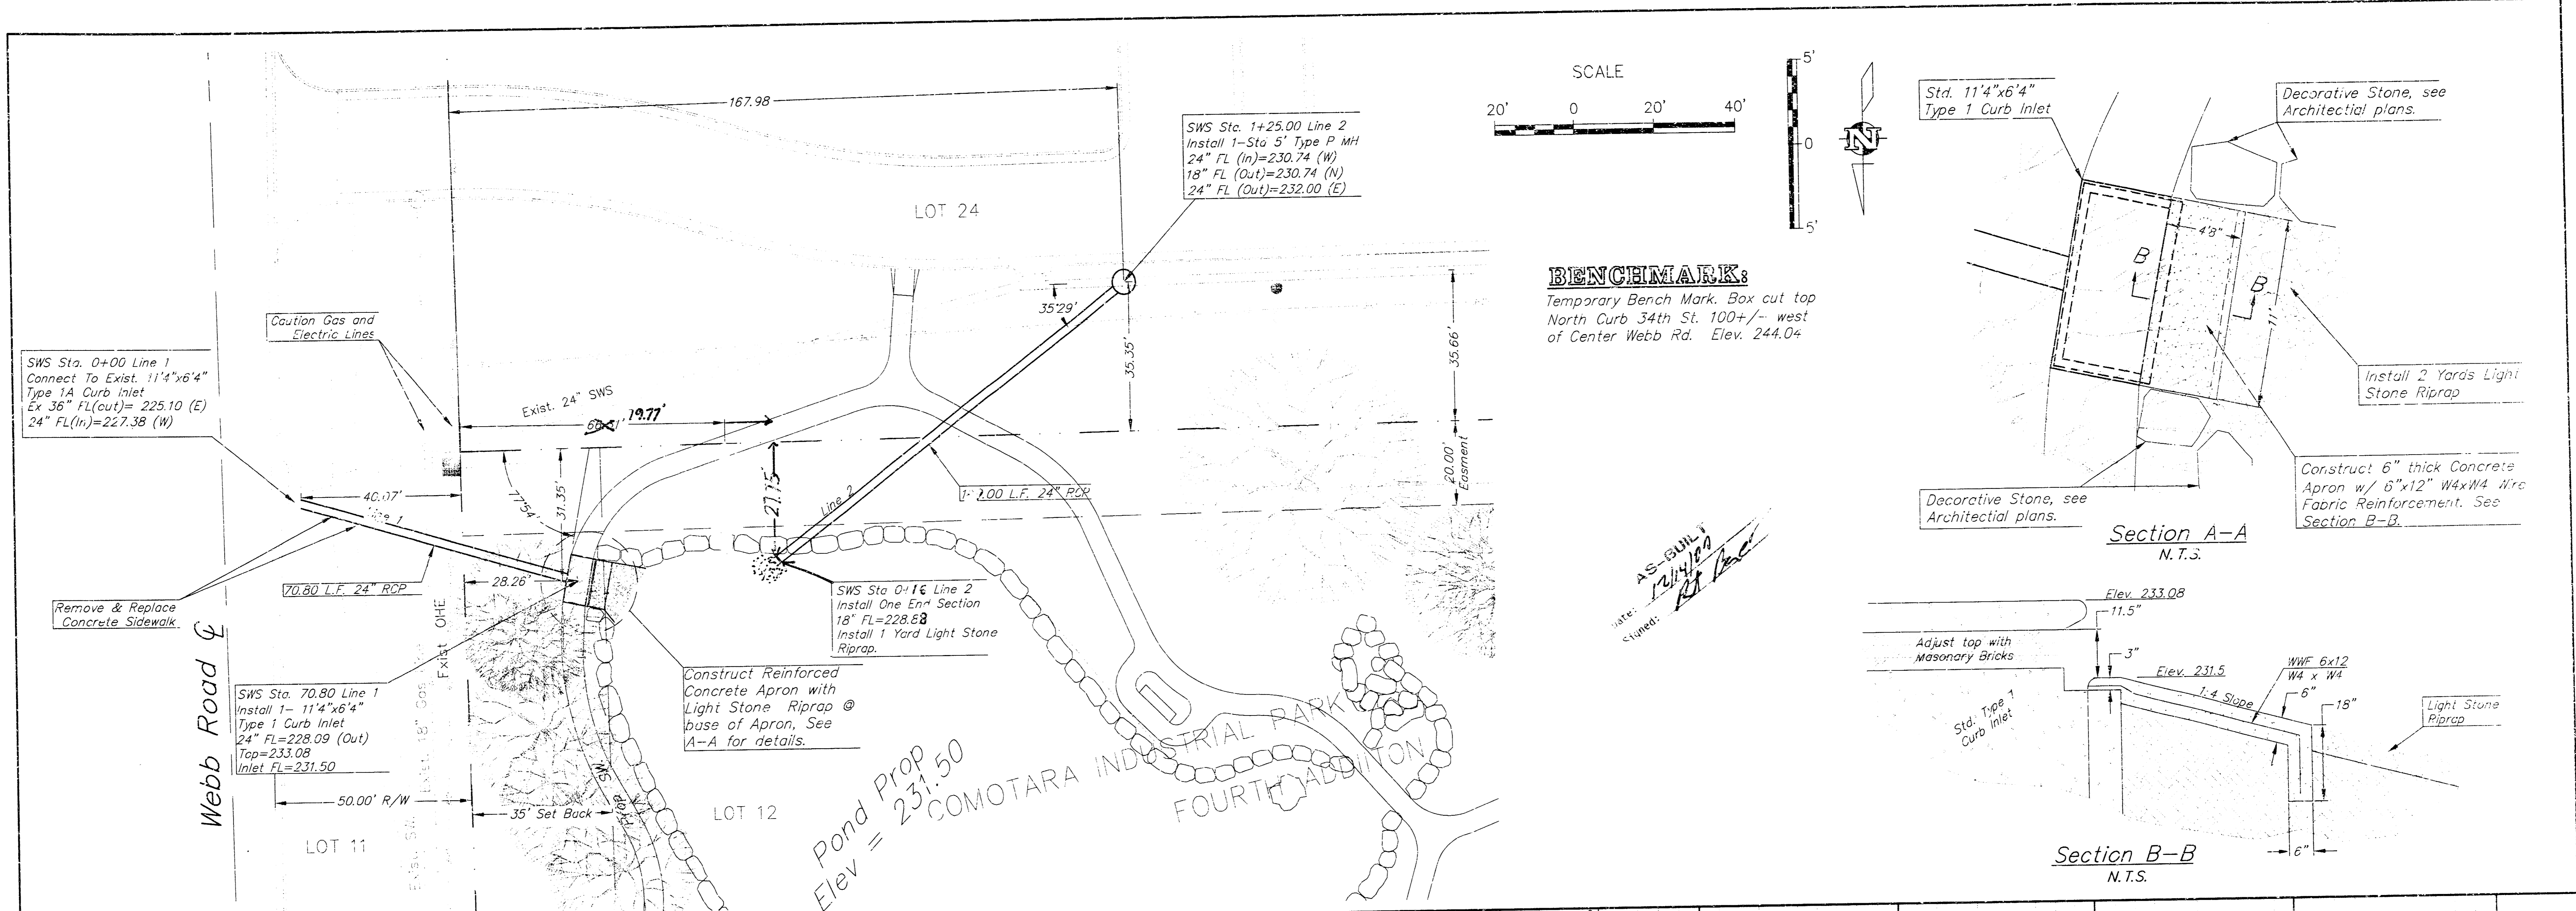 167.98
SWS Sta. 1+25.00 Line 2
Install 1-Std 5' Type P MH
24" FL (In)=230.74 (W)
18" FL (Out)=230.74 (N)
24" FL (Out)=232.00 (E)
LOT 24
35°29'
35.35'
35.66'
20.00'
Easment
Caution Gas and
Electric Lines
SWS Sta. 0+00 Line 1
Connect To Exist. 11'4"x6'4"
Type 1A Curb Inlet
Ex 36" FL(out)= 225.10 (E)
24" FL(In)=227.38 (W)
Exist. 24" SWS
79.77'
40.07'
Line 1
77°54'
31.35'
27.75'
Line 2
L.F. 24" RCP
70.80 L.F. 24" RCP
28.26'
Remove & Replace
Concrete Sidewalk
SWS Sta 0+16 Line 2
Install One End Section
18" FL=228.88
Install 1 Yard Light Stone
Riprap.
Construct Reinforced
Concrete Apron with
Light Stone Riprap @
base of Apron, See
A-A for details.
Webb Road ℄
Exist OHE
SWS Sta. 70.80 Line 1
Install 1- 11'4"x6'4"
Type 1 Curb Inlet
24" FL=228.09 (Out)
Top=233.08
Inlet FL=231.50
50.00' R/W
35' Set Back
Prop SW
LOT 11
LOT 12
Pond Prop
Elev = 231.50
COMOTARA INDUSTRIAL PARK
FOURTH ADDITON
SCALE
20' 0 20' 40'
5'
0
5'
N
BENCHMARK:
Temporary Bench Mark. Box cut top
North Curb 34th St. 100+/- west
of Center Webb Rd. Elev. 244.04
AS-BUILT
Date: 12/14/07
Signed:
Std. 11'4"x6'4"
Type 1 Curb Inlet
Decorative Stone, see
Architectial plans.
4'8"
B
B
11'
Install 2 Yards Light
Stone Riprap
Construct 6" thick Concrete
Apron w/ 6"x12" W4xW4 Wire
Fabric Reinforcement. See
Section B-B.
Decorative Stone, see
Architectial plans.
Section A-A
N.T.S.
Elev. 233.08
11.5"
Adjust top with
Masonary Bricks
3"
Elev. 231.5
WWF 6x12
W4 x W4
1:4 Slope
6"
18"
Std. Type 1
Curb Inlet
Light Stone
Riprap
6"
Section B-B
N.T.S.